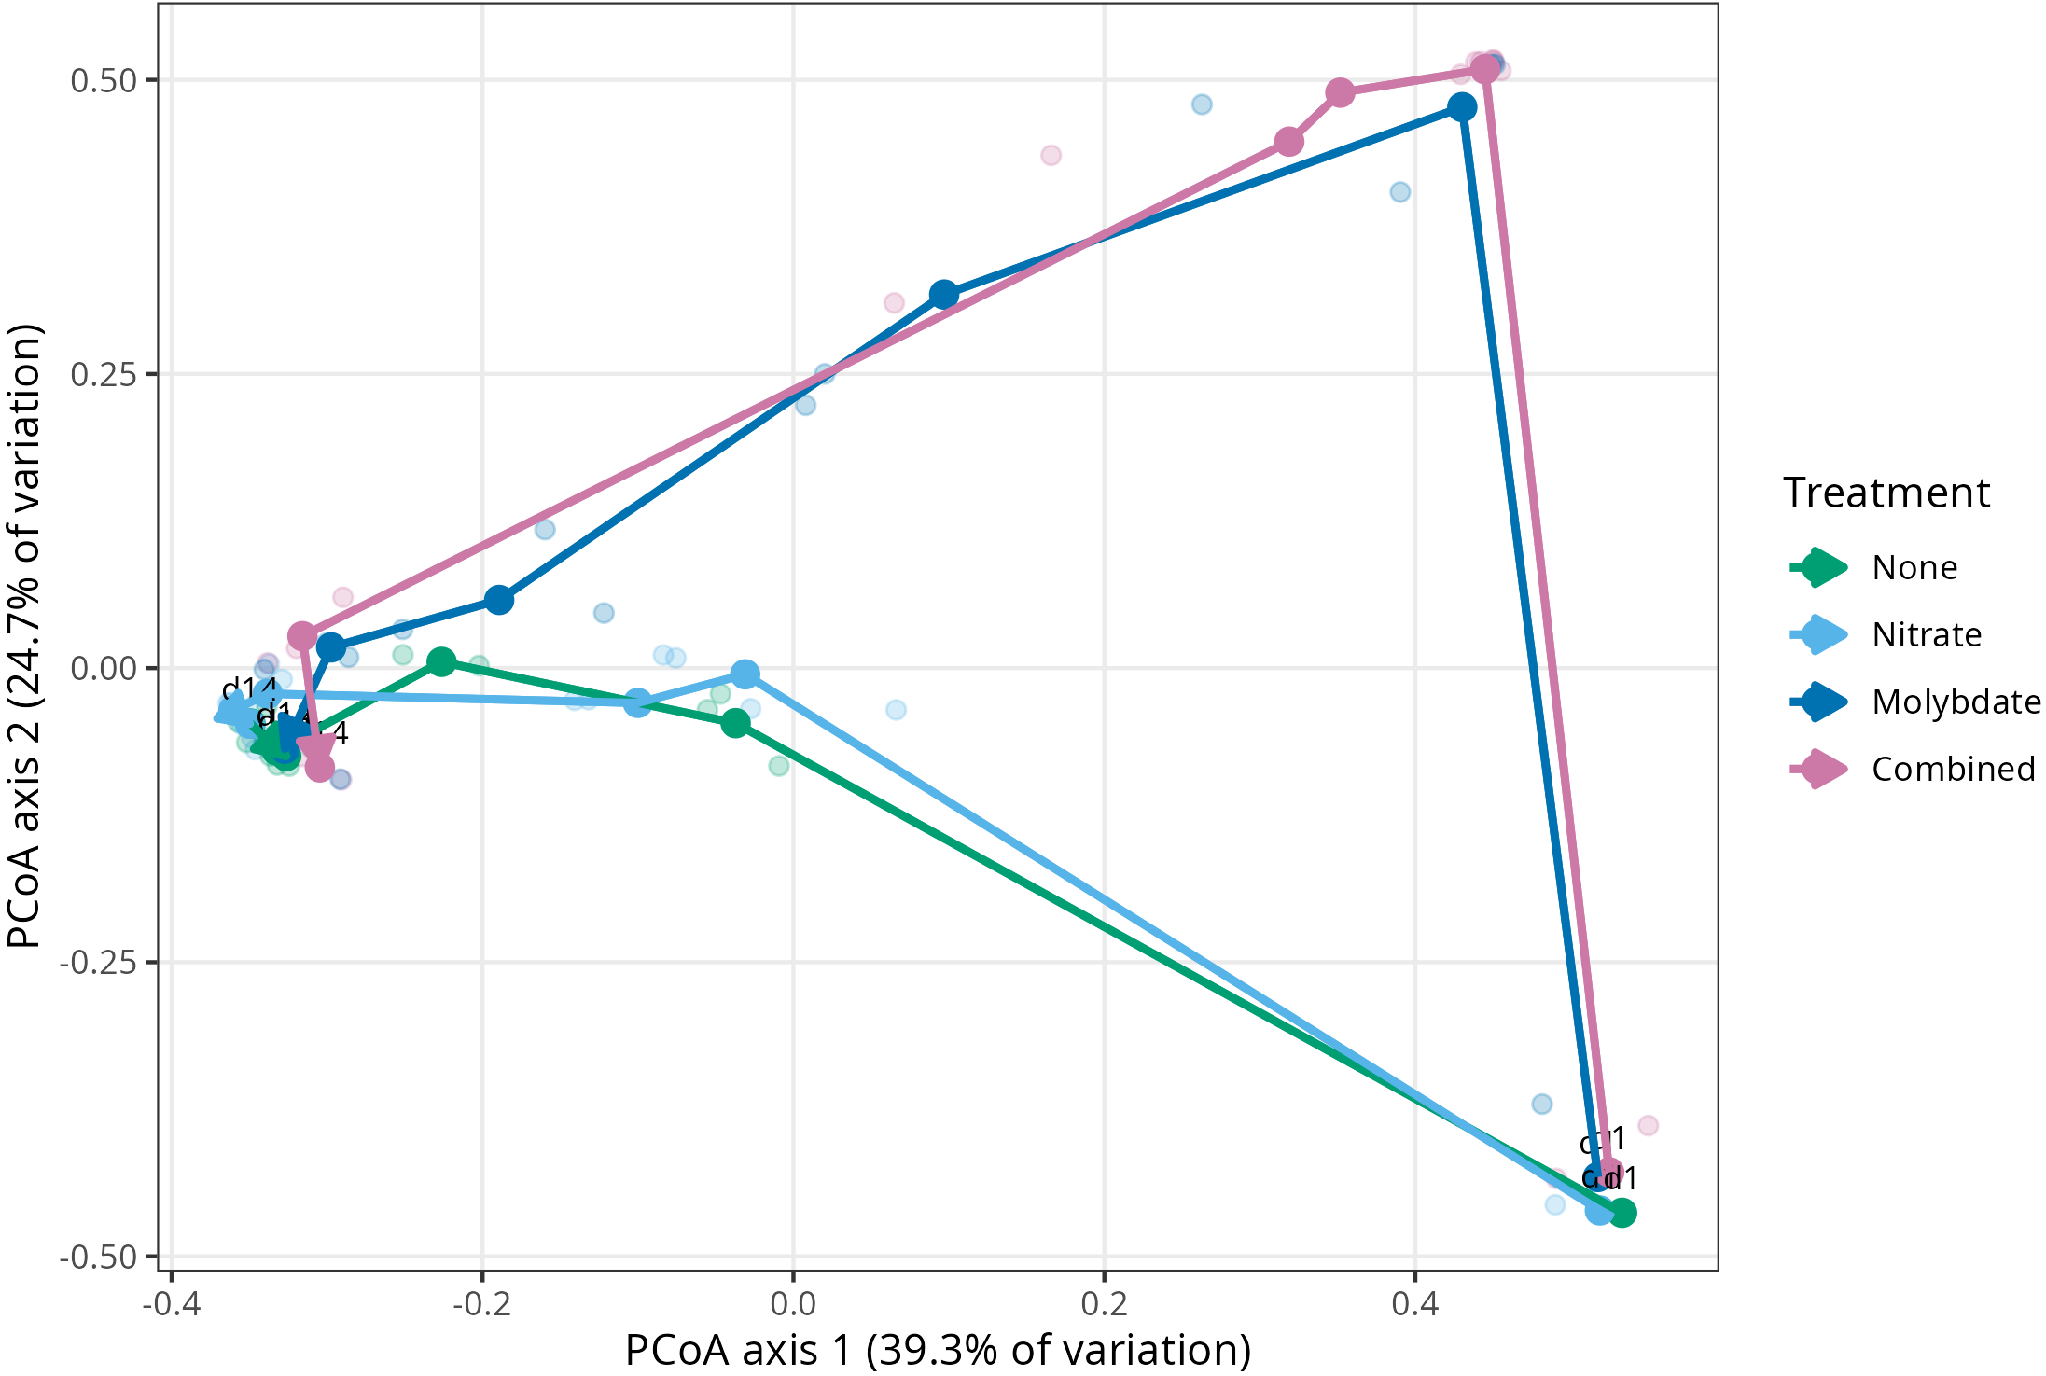 0.50
0.25
0.00
-0.25
-0.50
PCoA axis 2 (24.7% of variation)
d14
d1
d1
-0.4 -0.2 0.0 0.2 0.4
PCoA axis 1 (39.3% of variation)
Treatment
None
Nitrate
Molybdate
Combined